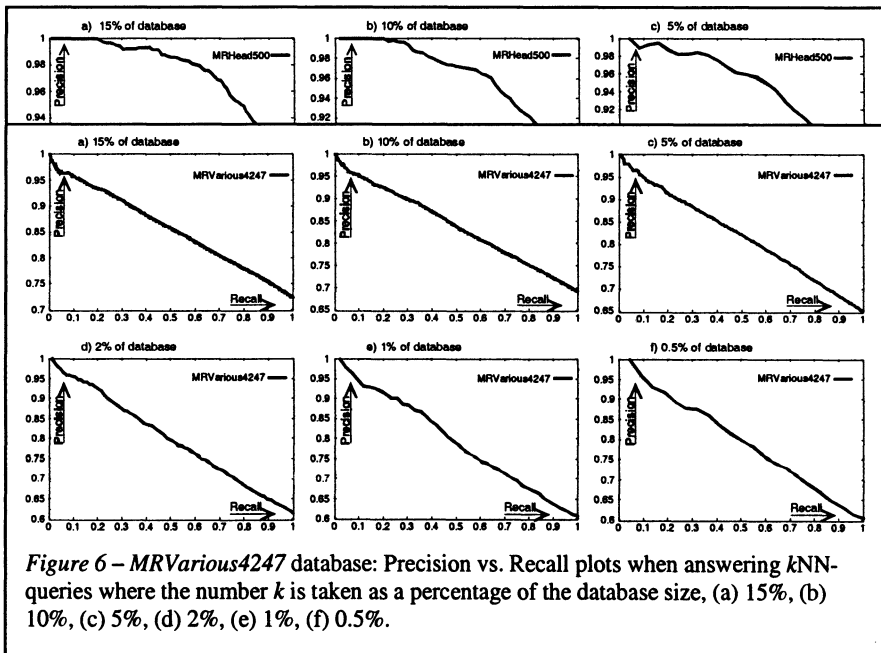 a) 15% of database
b) 10% of database
c) 5% of database
1
0.98
0.96
0.94
Precision
MRHead500
1
0.98
0.96
0.94
Precision
MRHead500
1
0.98
0.96
0.94
0.92
Precision
MRHead500
a) 15% of database
b) 10% of database
c) 5% of database
1
0.95
0.9
0.85
0.8
0.75
0.7
Precision
MRVarious4247
Recall
0 0.1 0.2 0.3 0.4 0.5 0.6 0.7 0.8 0.9 1
1
0.95
0.9
0.85
0.8
0.75
0.7
0.65
Precision
MRVarious4247
Recall
0 0.1 0.2 0.3 0.4 0.5 0.6 0.7 0.8 0.9 1
1
0.95
0.9
0.85
0.8
0.75
0.7
0.65
Precision
MRVarious4247
Recall
0 0.1 0.2 0.3 0.4 0.5 0.6 0.7 0.8 0.9 1
d) 2% of database
e) 1% of database
f) 0.5% of database
1
0.95
0.9
0.85
0.8
0.75
0.7
0.65
0.6
Precision
MRVarious4247
Recall
0 0.1 0.2 0.3 0.4 0.5 0.6 0.7 0.8 0.9 1
1
0.95
0.9
0.85
0.8
0.75
0.7
0.65
0.6
Precision
MRVarious4247
Recall
0 0.1 0.2 0.3 0.4 0.5 0.6 0.7 0.8 0.9 1
1
0.95
0.9
0.85
0.8
0.75
0.7
0.65
0.6
Precision
MRVarious4247
Recall
0 0.1 0.2 0.3 0.4 0.5 0.6 0.7 0.8 0.9 1
Figure 6 – MRVarious4247 database: Precision vs. Recall plots when answering kNN-
queries where the number k is taken as a percentage of the database size, (a) 15%, (b)
10%, (c) 5%, (d) 2%, (e) 1%, (f) 0.5%.